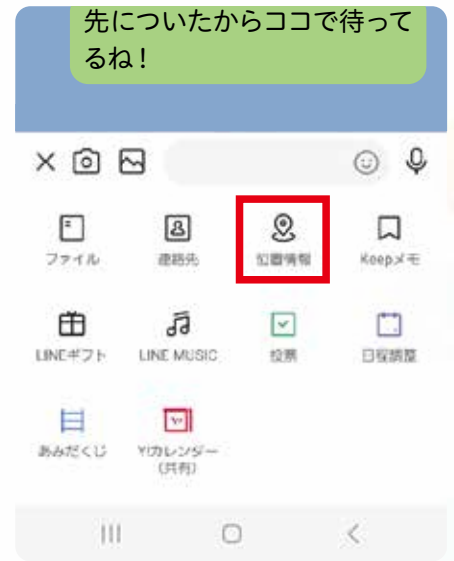 先についたからココで待って
るね！
ファイル
連絡先
位置情報
Keepメモ
LINEギフト
LINE MUSIC
投票
日程調整
あみだくじ
Y!カレンダー
（共有）